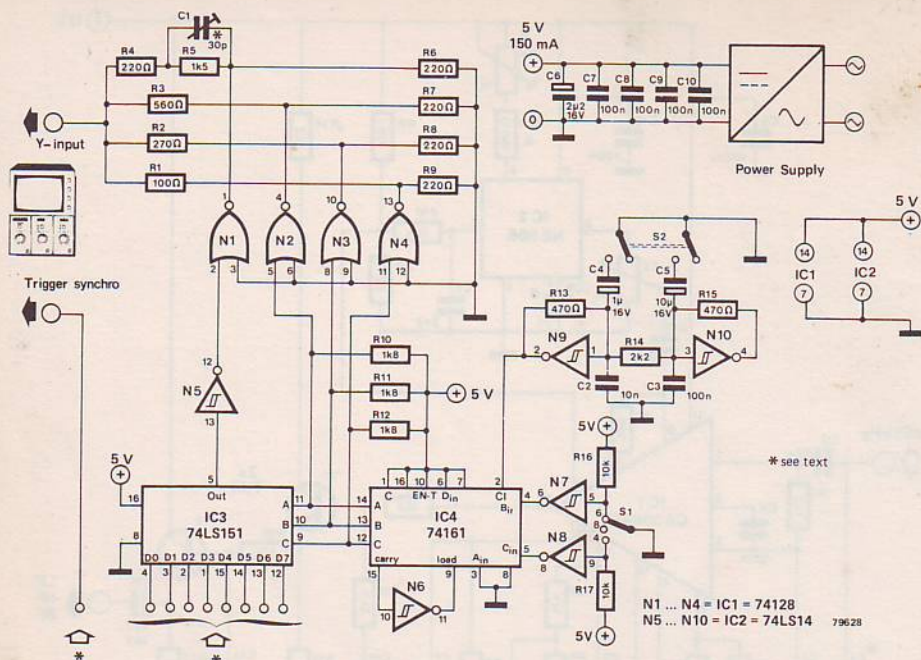 C1
*
30p
R4
220Ω
R5
1k5
R6
220Ω
R3
560Ω
R7
220Ω
R2
270Ω
R8
220Ω
R1
100Ω
R9
220Ω
Y-input
Trigger synchro
5 V
150 mA
+
0
C6
2µ2
16V
C7
100n
C8
100n
C9
100n
C10
100n
Power Supply
1
N1
2
3
4
N2
5
6
10
N3
8
9
13
N4
11
12
S2
C4
1µ
16V
C5
10µ
16V
R13
470Ω
R15
470Ω
2
N9
1
R14
2k2
3
N10
4
C2
10n
C3
100n
5 V
+
14
IC1
7
14
IC2
7
R10
1k8
R11
1k8
R12
1k8
+
5 V
12
N5
13
5 V
+
16
8
5
Out
IC3
74LS151
A
B
C
11
10
9
D0 D1 D2 D3 D4 D5 D6 D7
4 3 2 1 15 14 13 12
1 16 10 6 7
C EN-T Din
2
Cl
14 A
13 B
12 C
IC4
74161
4
Bin
Cin
5
carry
load
Ain
15
9
3
8
N6
10
11
N7
6
5
N8
8
9
5V
+
R16
10k
6
8
4
S1
R17
10k
5V
+
* see text
*
*
N1 ... N4 = IC1 = 74128
N5 ... N10 = IC2 = 74LS14
79628